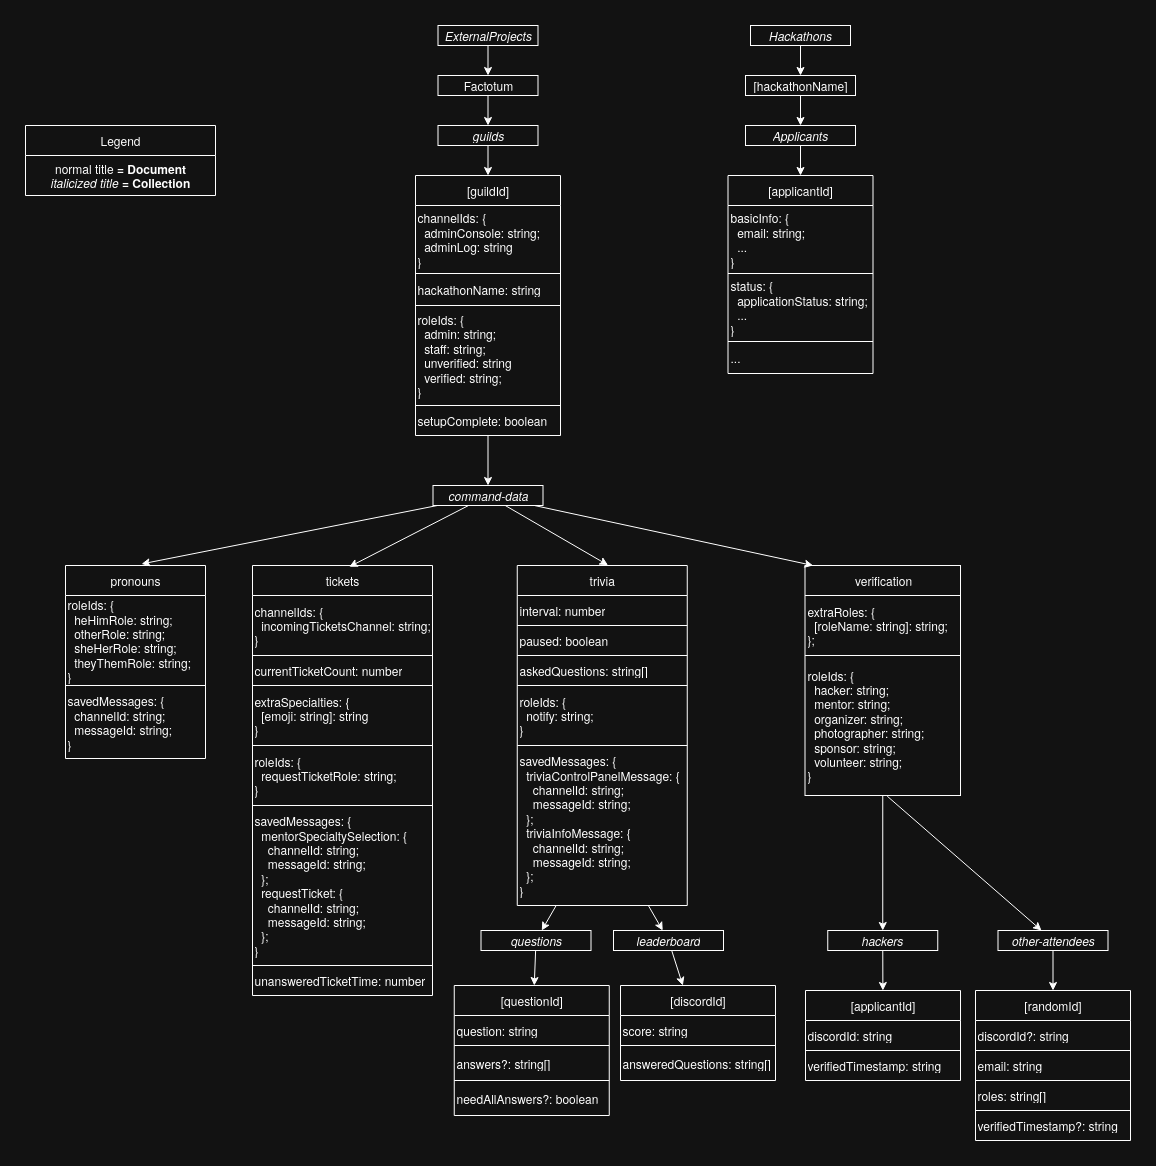 ExternalProjects
Hackathons
Factotum
[hackathonName]
guilds
Applicants
Legend
normal title = Document
italicized title = Collection
[guildId]
channelIds: {
adminConsole: string;
adminLog: string
}
hackathonName: string
roleIds: {
admin: string;
staff: string;
unverified: string
verified: string;
}
setupComplete: boolean
[applicantId]
basicInfo: {
email: string;
...
}
status: {
applicationStatus: string;
...
}
...
command-data
pronouns
roleIds: {
heHimRole: string;
otherRole: string;
sheHerRole: string;
theyThemRole: string;
}
savedMessages: {
channelId: string;
messageId: string;
}
tickets
channelIds: {
incomingTicketsChannel: string;
}
currentTicketCount: number
extraSpecialties: {
[emoji: string]: string
}
roleIds: {
requestTicketRole: string;
}
savedMessages: {
mentorSpecialtySelection: {
channelId: string;
messageId: string;
};
requestTicket: {
channelId: string;
messageId: string;
};
}
unansweredTicketTime: number
trivia
interval: number
paused: boolean
askedQuestions: string[]
roleIds: {
notify: string;
}
savedMessages: {
triviaControlPanelMessage: {
channelId: string;
messageId: string;
};
triviaInfoMessage: {
channelId: string;
messageId: string;
};
}
verification
extraRoles: {
[roleName: string]: string;
};
roleIds: {
hacker: string;
mentor: string;
organizer: string;
photographer: string;
sponsor: string;
volunteer: string;
}
questions
leaderboard
hackers
other-attendees
[questionId]
question: string
answers?: string[]
needAllAnswers?: boolean
[discordId]
score: string
answeredQuestions: string[]
[applicantId]
discordId: string
verifiedTimestamp: string
[randomId]
discordId?: string
email: string
roles: string[]
verifiedTimestamp?: string